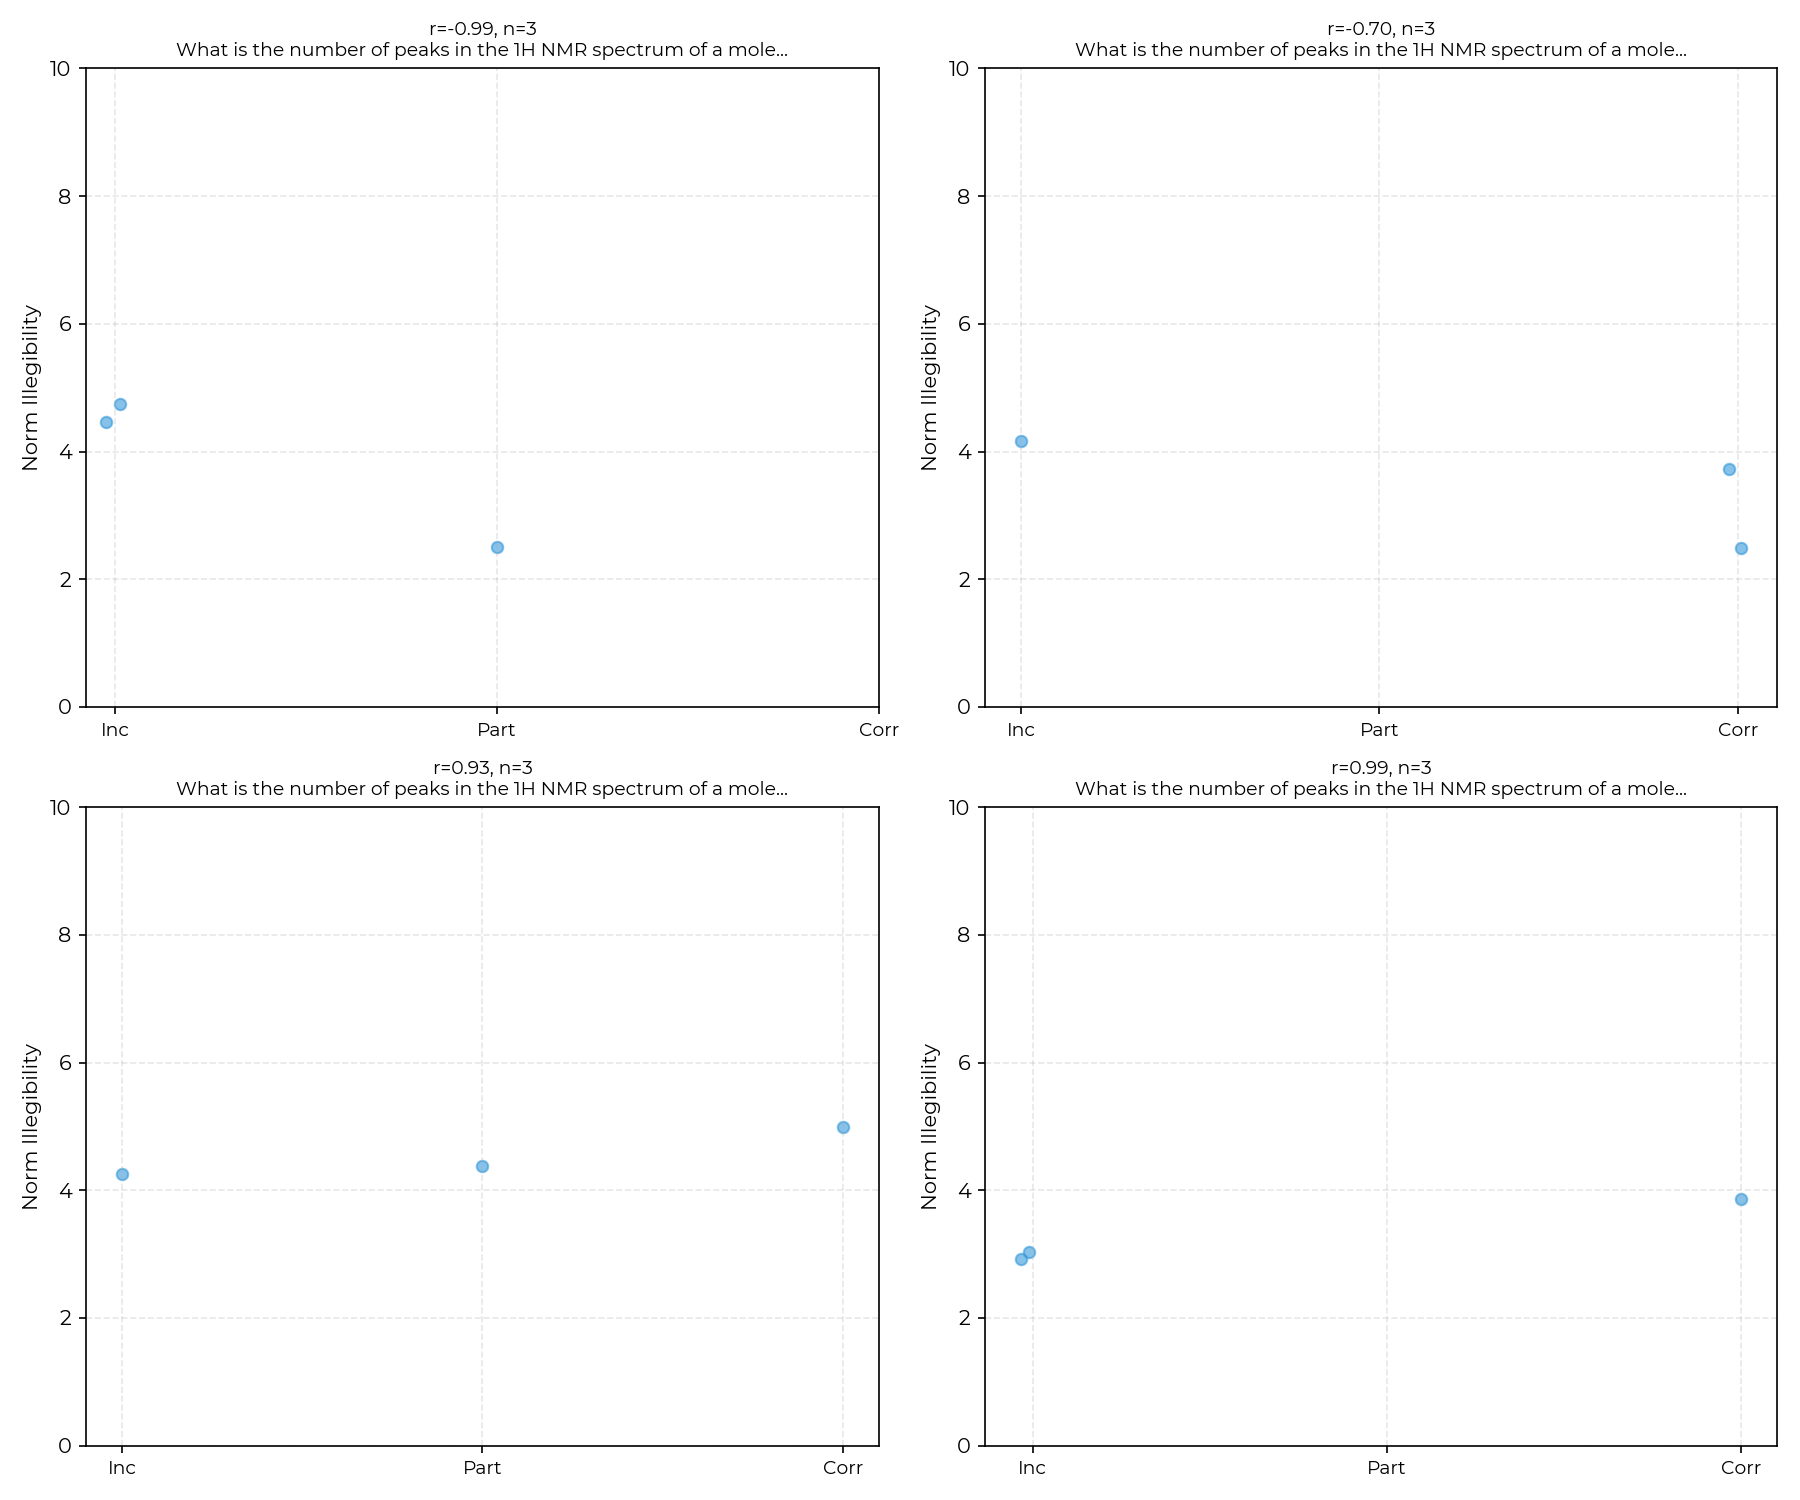 r=-0.99, n=3
What is the number of peaks in the 1H NMR spectrum of a mole...
10
8
6
4
2
0
Norm Illegibility
Inc Part Corr
r=-0.70, n=3
What is the number of peaks in the 1H NMR spectrum of a mole...
10
8
6
4
2
0
Norm Illegibility
Inc Part Corr
r=0.93, n=3
What is the number of peaks in the 1H NMR spectrum of a mole...
10
8
6
4
2
0
Norm Illegibility
Inc Part Corr
r=0.99, n=3
What is the number of peaks in the 1H NMR spectrum of a mole...
10
8
6
4
2
0
Norm Illegibility
Inc Part Corr